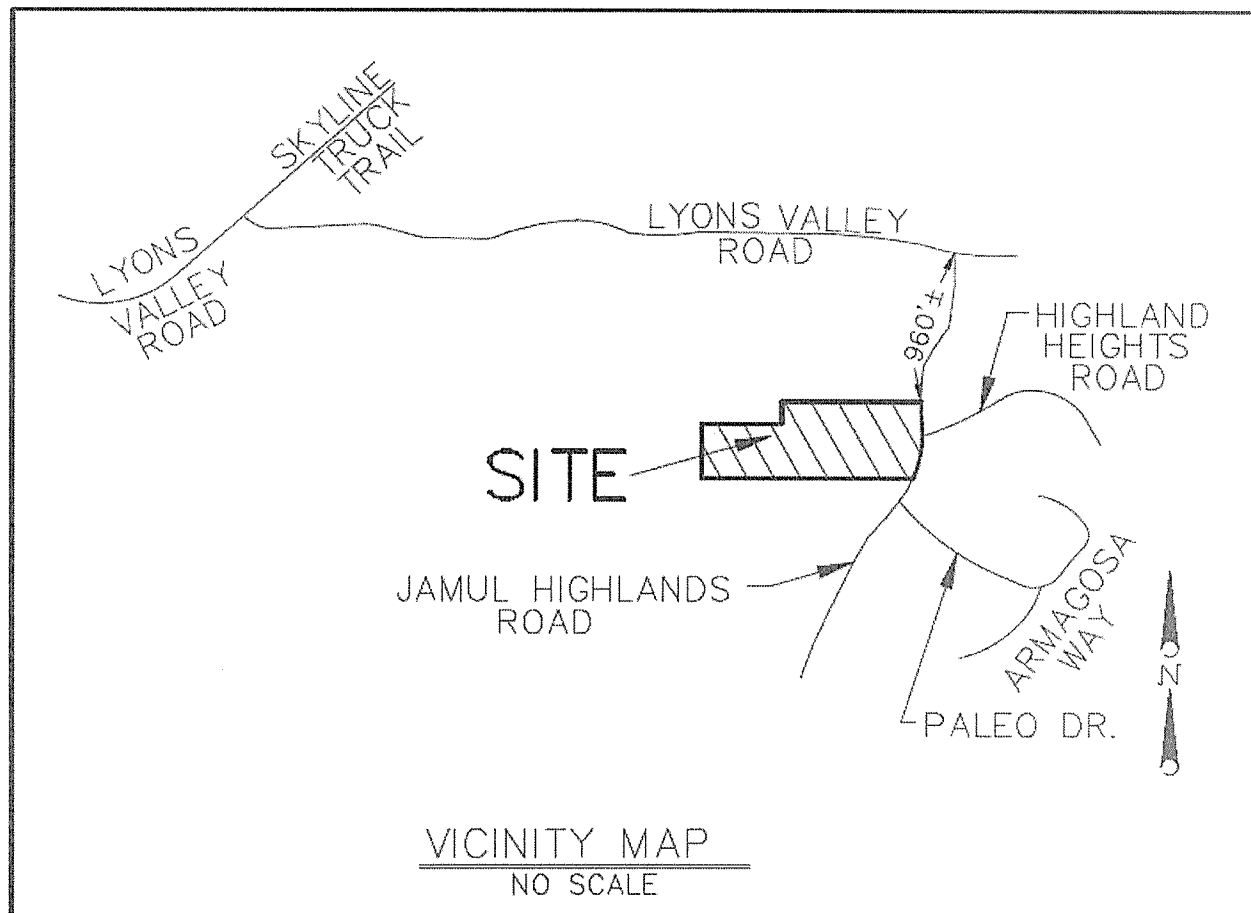 SKYLINE
TRUCK
TRAIL
LYONS
VALLEY
ROAD
LYONS VALLEY
ROAD
960'±
HIGHLAND
HEIGHTS
ROAD
SITE
JAMUL HIGHLANDS
ROAD
ARMAGOSA
WAY
PALEO DR.
N
VICINITY MAP
NO SCALE